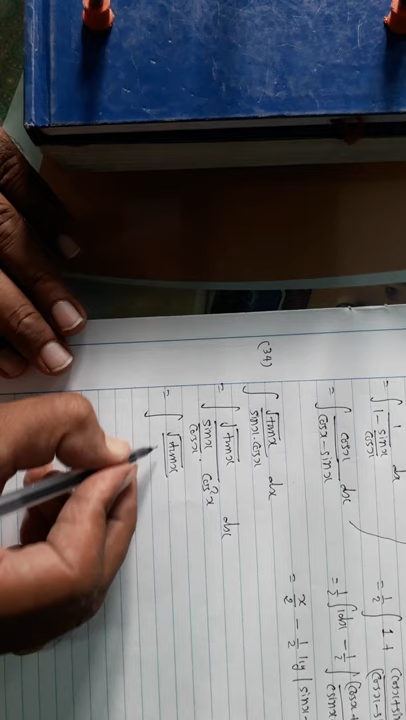 = ∫ 1 / (1 - sinx/cosx) dx
= ∫ cosx / (cosx - sinx) dx
(34)
∫ √tanx / (sinx.cosx) dx
= ∫ √tanx / (sinx/cosx . cos²x) dx
= ∫ √tanx
= 1/2 ∫ 1 +
= 1/2 ∫ 1dx - 1/2 ∫
= x/2 - 1/2 log | sinx -